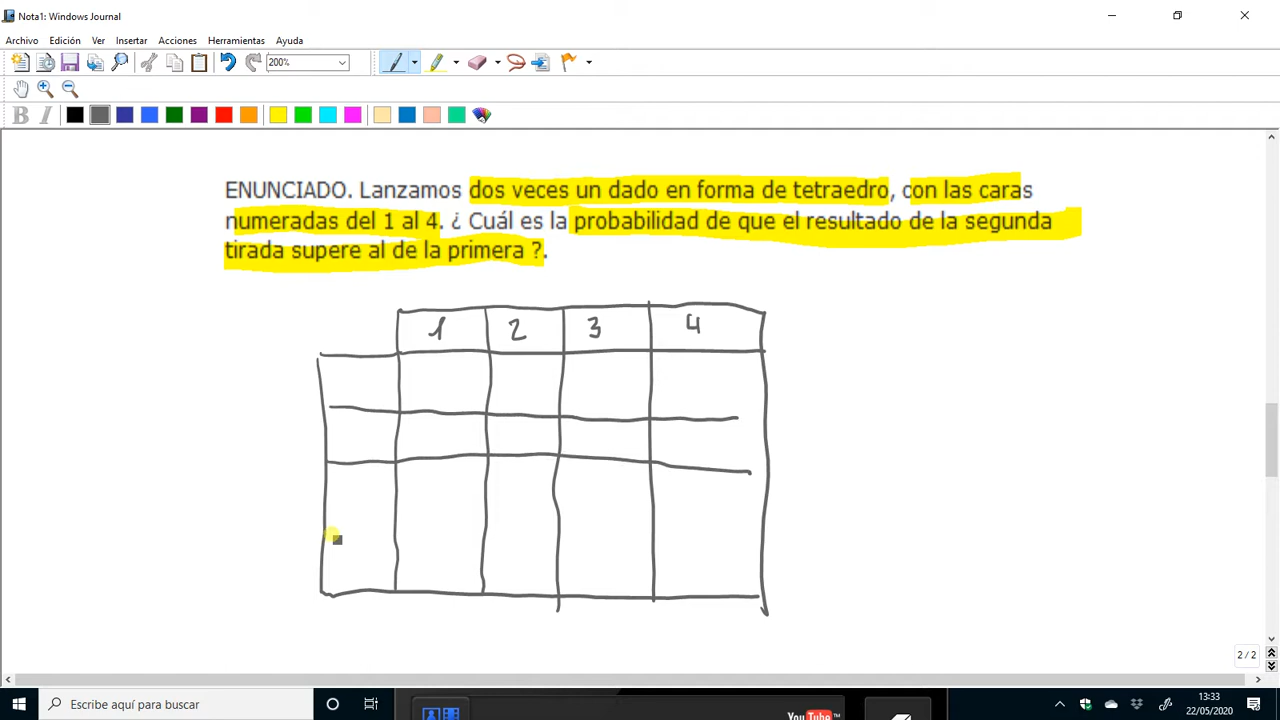 Nota1: Windows Journal
Archivo Edición Ver Insertar Acciones Herramientas Ayuda
200%
B I
ENUNCIADO. Lanzamos dos veces un dado en forma de tetraedro, con las caras
numeradas del 1 al 4. ¿ Cuál es la probabilidad de que el resultado de la segunda
tirada supere al de la primera ?.
1 2 3 4
2 / 2
Escribe aquí para buscar
YouTube™
13:33
22/05/2020